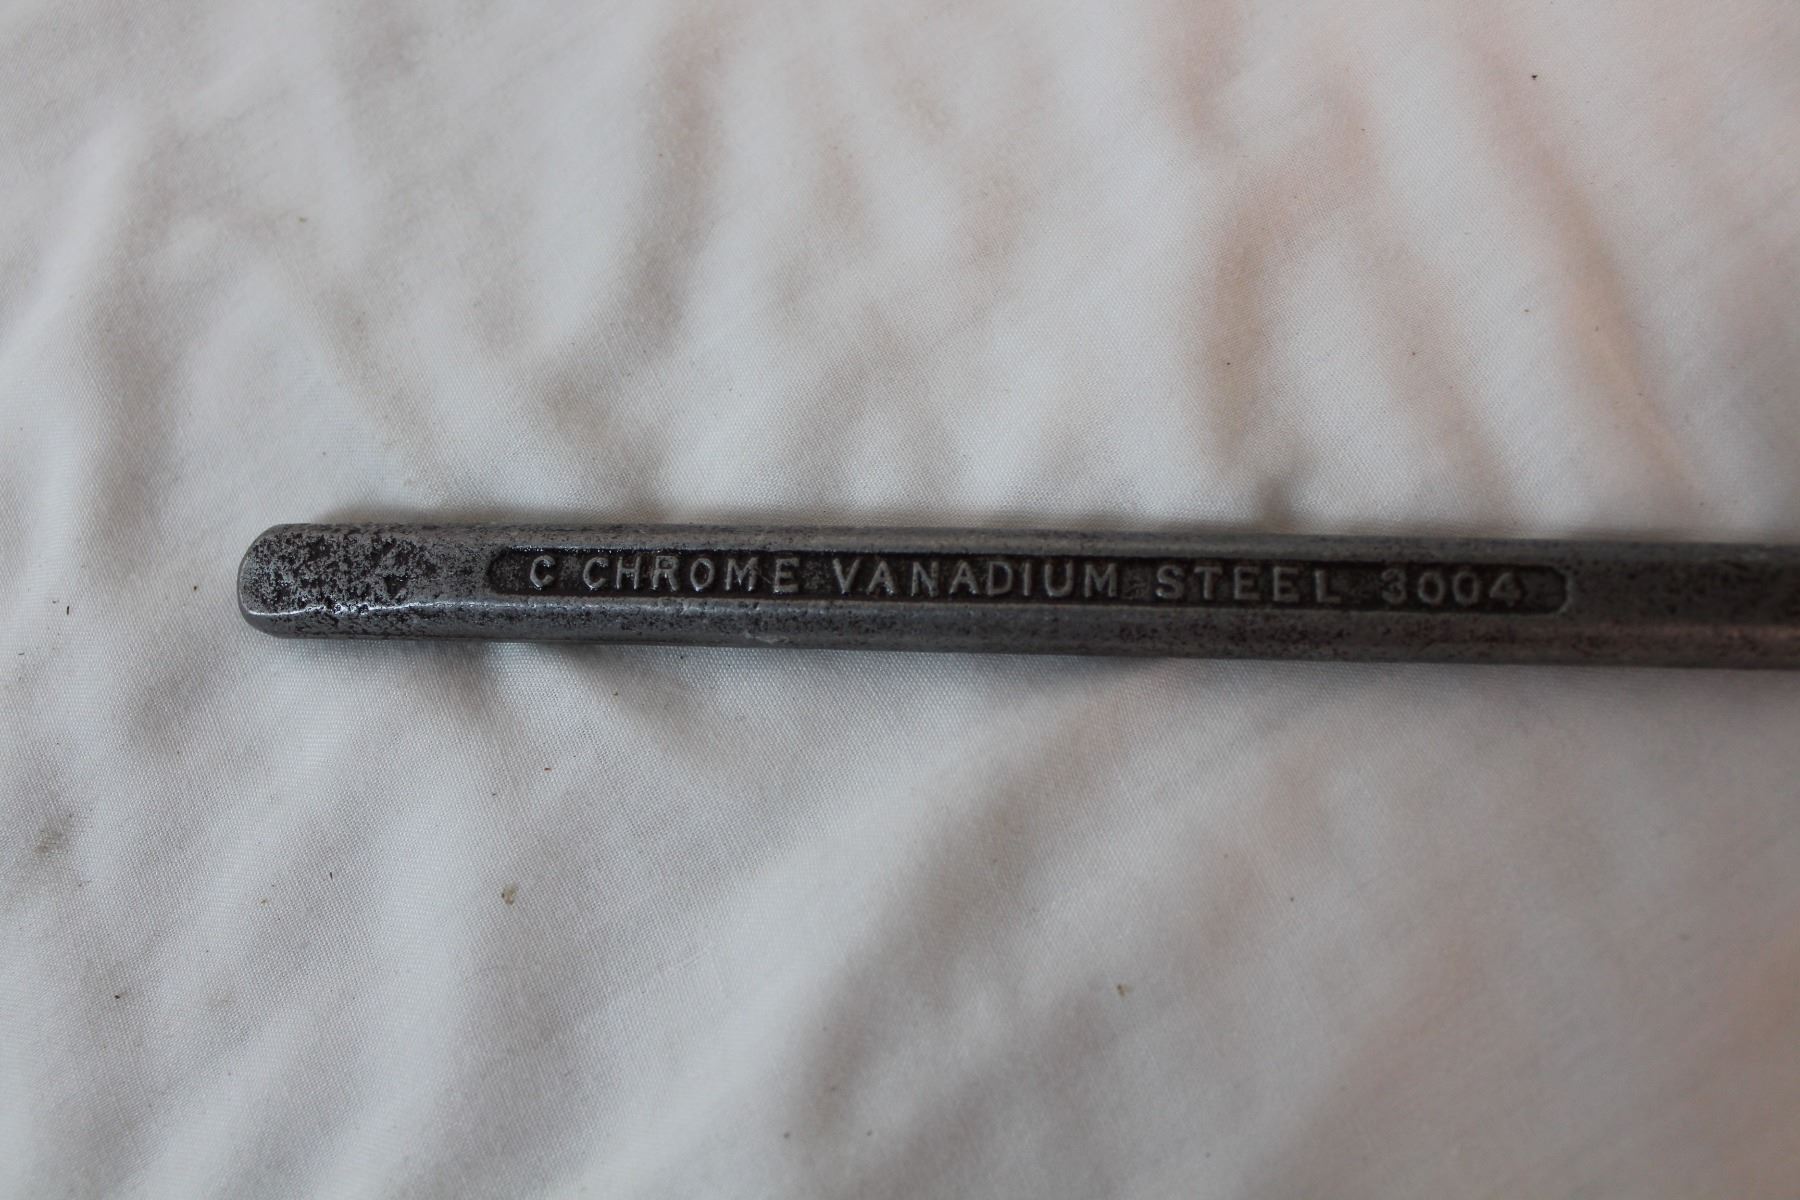 C CHROME VANADIUM STEEL 3004